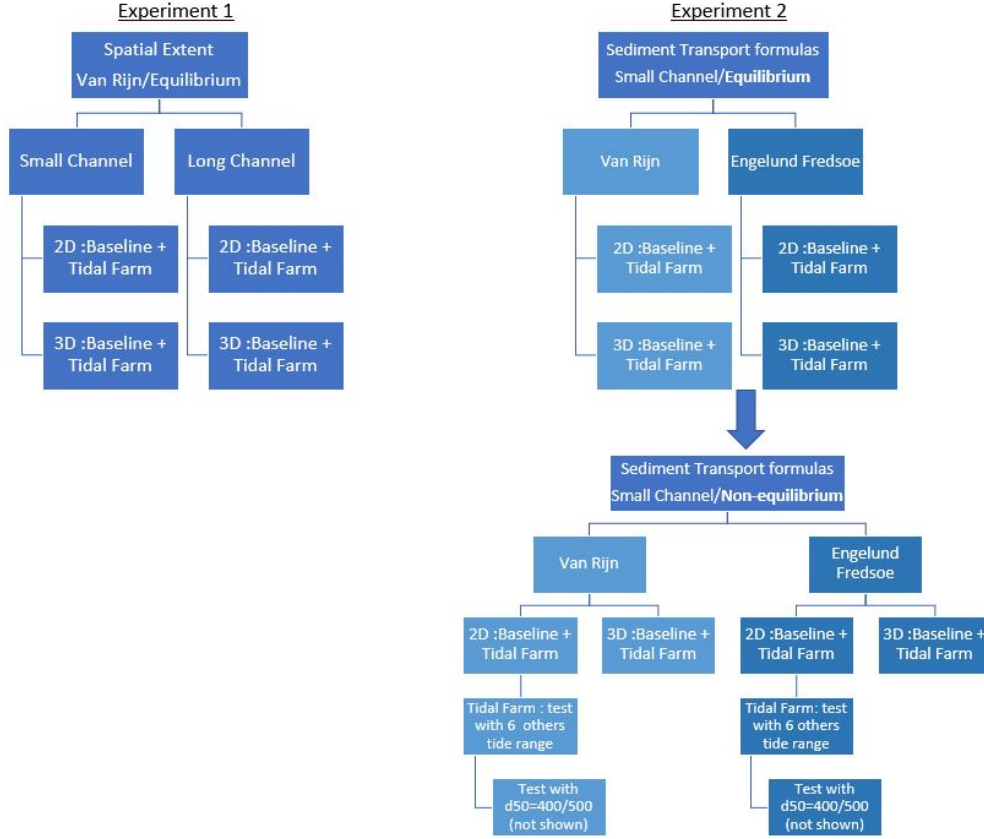 Experiment 1
Spatial Extent
Van Rijn/Equilibrium
Small Channel
Long Channel
2D :Baseline +
Tidal Farm
2D :Baseline +
Tidal Farm
3D :Baseline +
Tidal Farm
3D :Baseline +
Tidal Farm
Experiment 2
Sediment Transport formulas
Small Channel/Equilibrium
Van Rijn
Engelund Fredsoe
2D :Baseline +
Tidal Farm
2D :Baseline +
Tidal Farm
3D :Baseline +
Tidal Farm
3D :Baseline +
Tidal Farm
Sediment Transport formulas
Small Channel/Non-equilibrium
Van Rijn
Engelund
Fredsoe
2D :Baseline +
Tidal Farm
3D :Baseline +
Tidal Farm
2D :Baseline +
Tidal Farm
3D :Baseline +
Tidal Farm
Tidal Farm : test
with 6 others
tide range
Tidal Farm: test
with 6 others
tide range
Test with
d50=400/500
(not shown)
Test with
d50=400/500
(not shown)